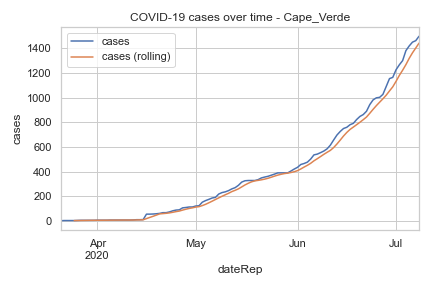 COVID-19 cases over time - Cape_Verde
cases
cases (rolling)
1400
1200
1000
800
600
400
200
0
cases
Apr
2020
May
Jun
Jul
dateRep